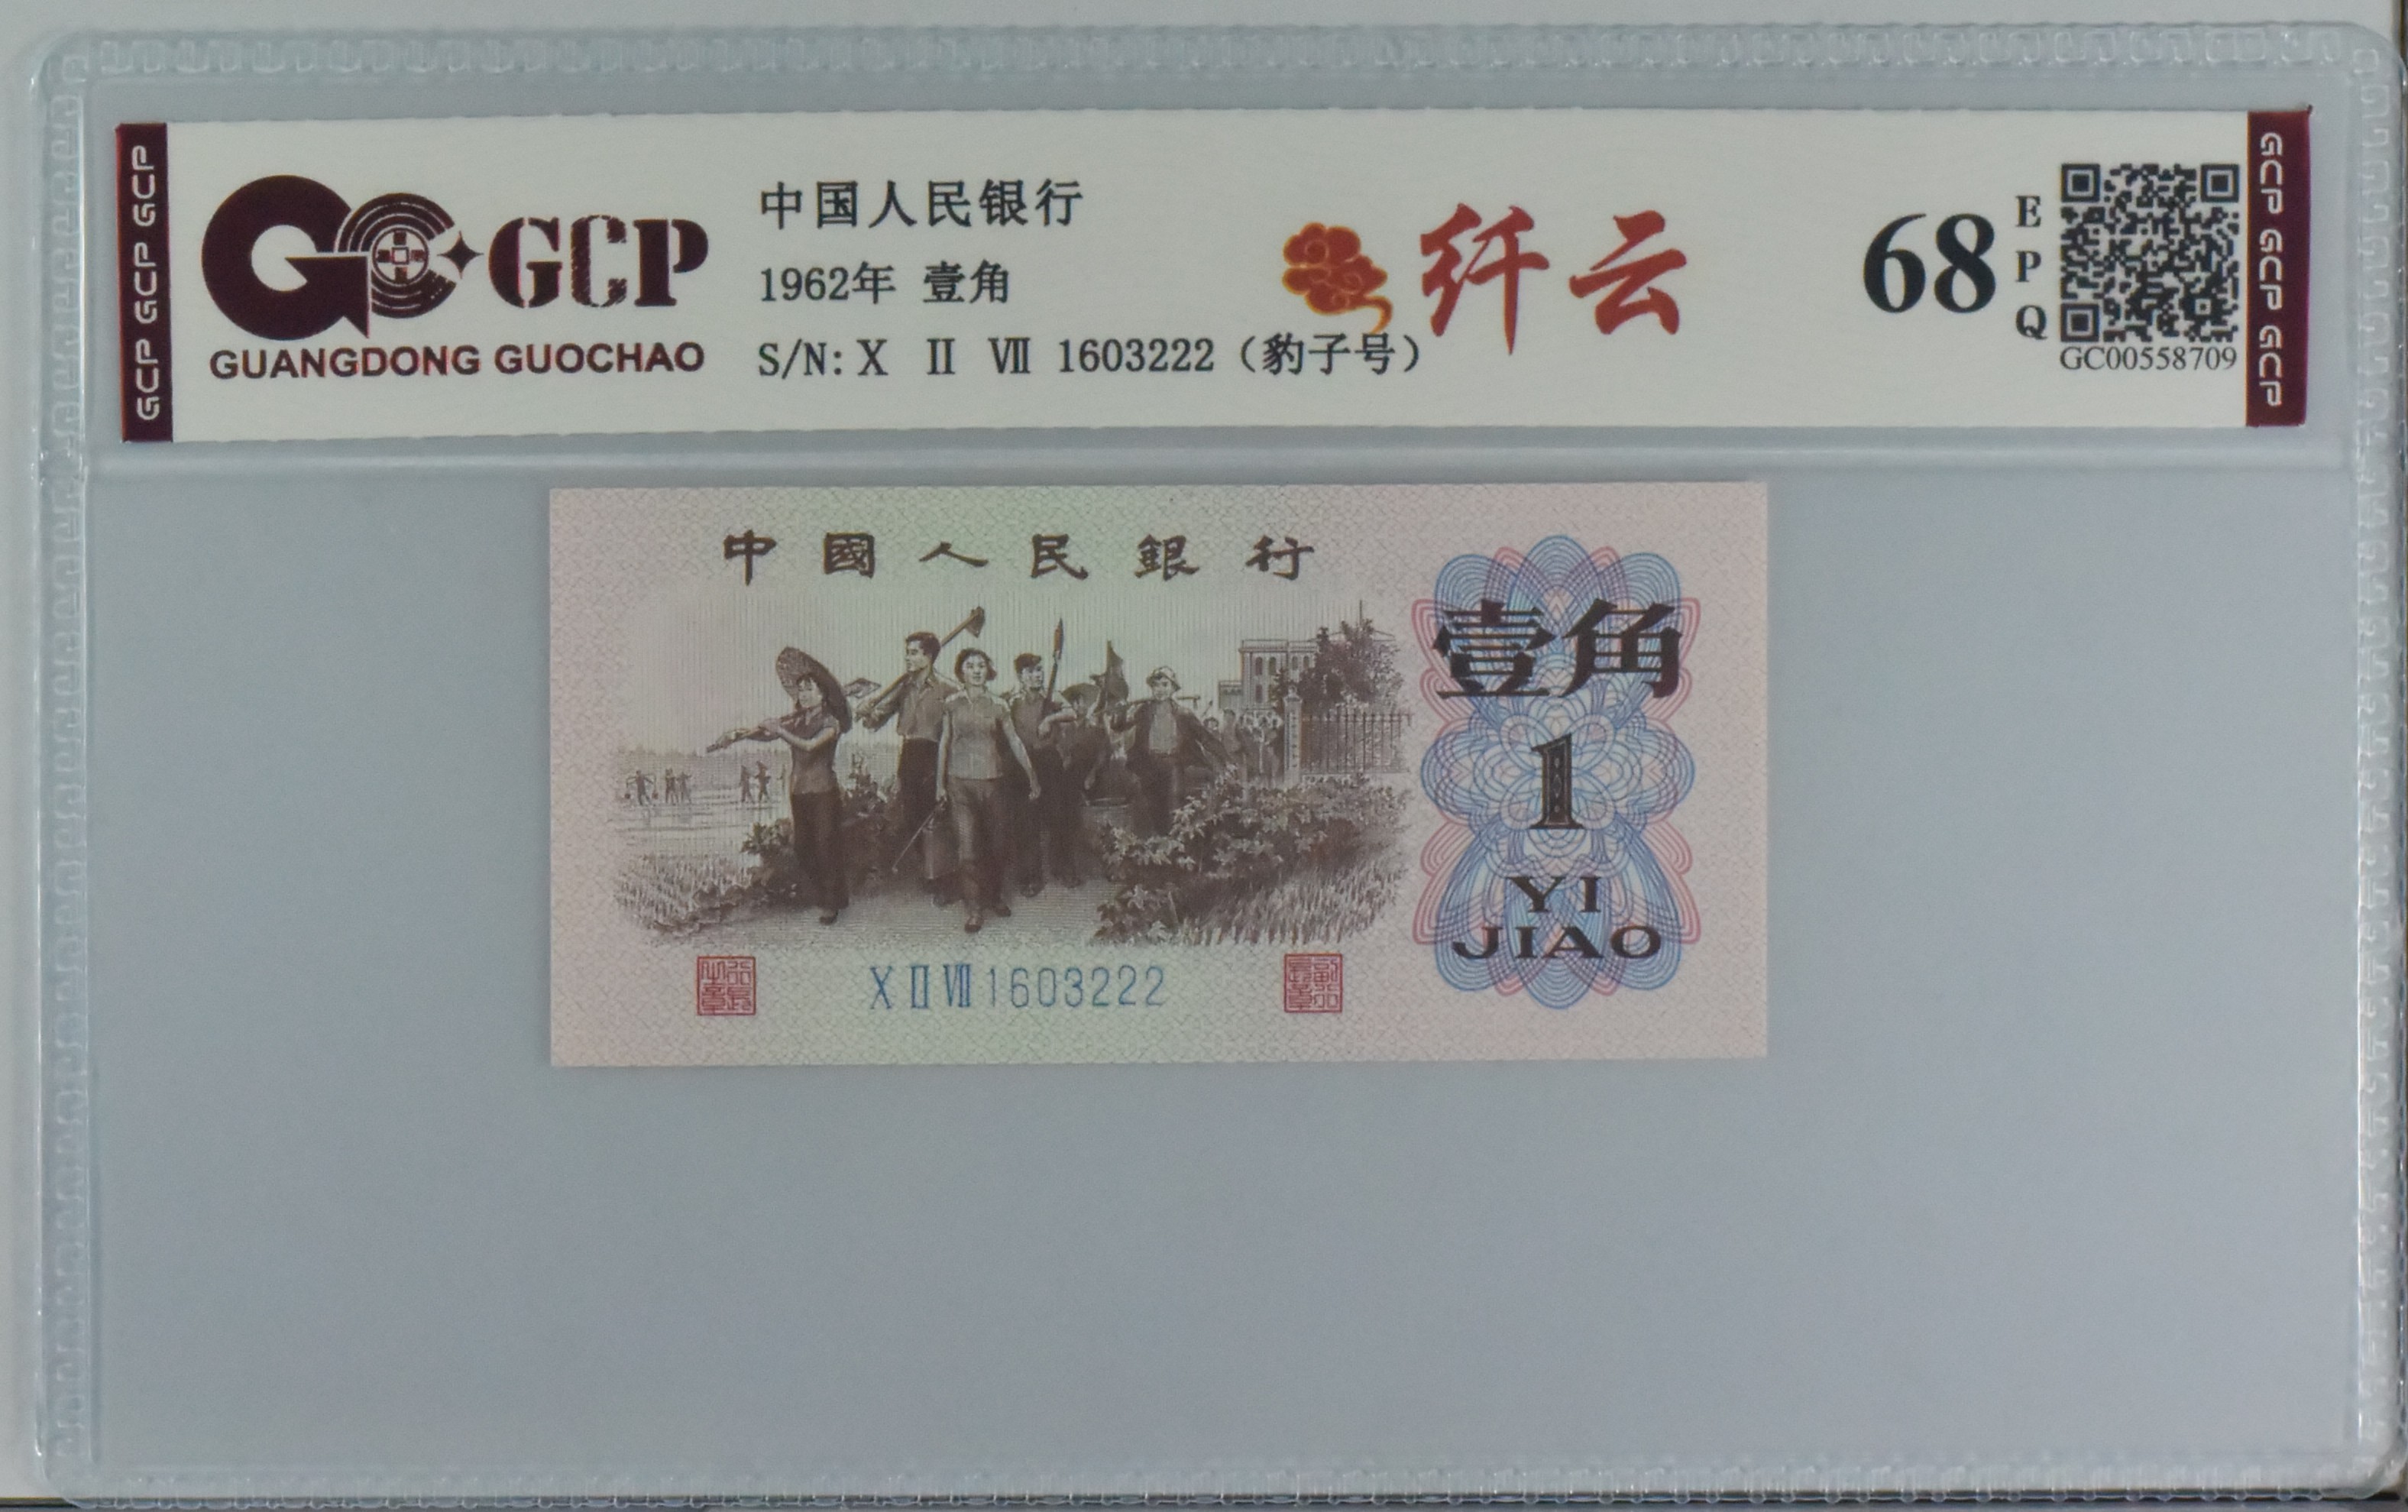 GCP GCP GCP
GCP
GUANGDONG GUOCHAO
中国人民银行
1962年 壹角
S/N: X Ⅱ Ⅶ 1603222（豹子号）
纤云
68
EPQ
GC00558709
GCP GCP GCP
中國人民銀行
壹角
1
YI
JIAO
X Ⅱ Ⅶ 1603222